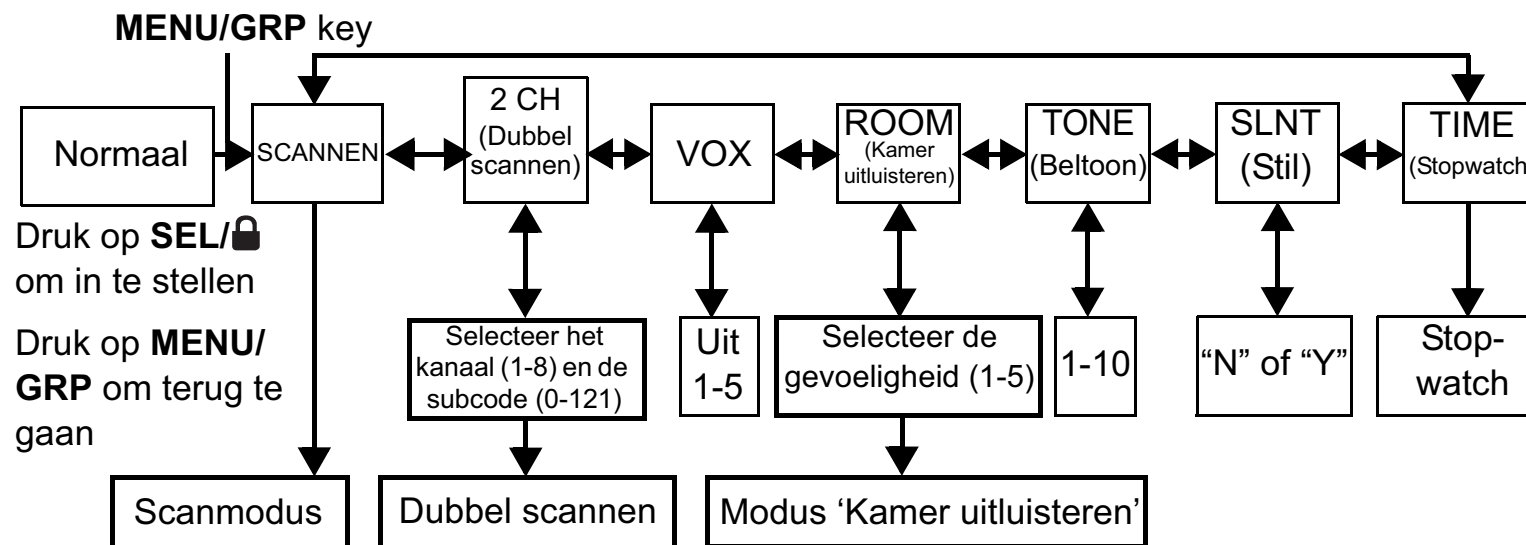 MENU/GRP key
Normaal
SCANNEN
2 CH
(Dubbel
scannen)
VOX
ROOM
(Kamer
uitluisteren)
TONE
(Beltoon)
SLNT
(Stil)
TIME
(Stopwatch
Druk op SEL/
om in te stellen
Druk op MENU/
GRP om terug te
gaan
Selecteer het
kanaal (1-8) en de
subcode (0-121)
Uit
1-5
Selecteer de
gevoeligheid (1-5)
1-10
“N” of “Y”
Stop-
watch
Scanmodus
Dubbel scannen
Modus ‘Kamer uitluisteren’